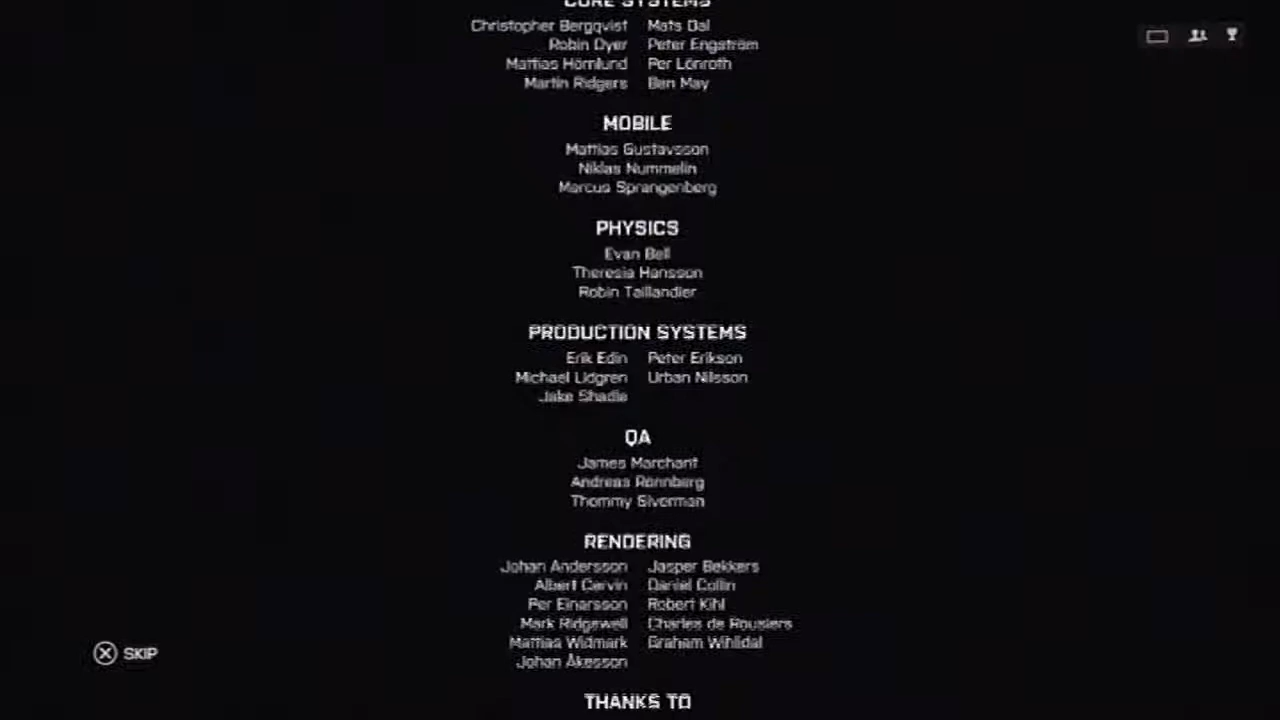 CORE SYSTEMS
Christopher Bergqvist Mats Dal
Robin Dyer Peter Engström
Mattias Hörnlund Per Lönroth
Martin Ridgers Ben May
MOBILE
Mattias Gustavsson
Niklas Nummelin
Marcus Sprangenberg
PHYSICS
Evan Bell
Theresia Hansson
Robin Taillandier
PRODUCTION SYSTEMS
Erik Edin Peter Erikson
Michael Lidgren Urban Nilsson
Jake Shadle
QA
James Marchant
Andreas Rönnberg
Thommy Siverman
RENDERING
Johan Andersson Jasper Bekkers
Albert Cervin Daniel Collin
Per Einarsson Robert Kihl
Mark Ridgewell Charles de Rousiers
Mattias Widmark Graham Wihlidal
Johan Åkesson
SKIP
THANKS TO